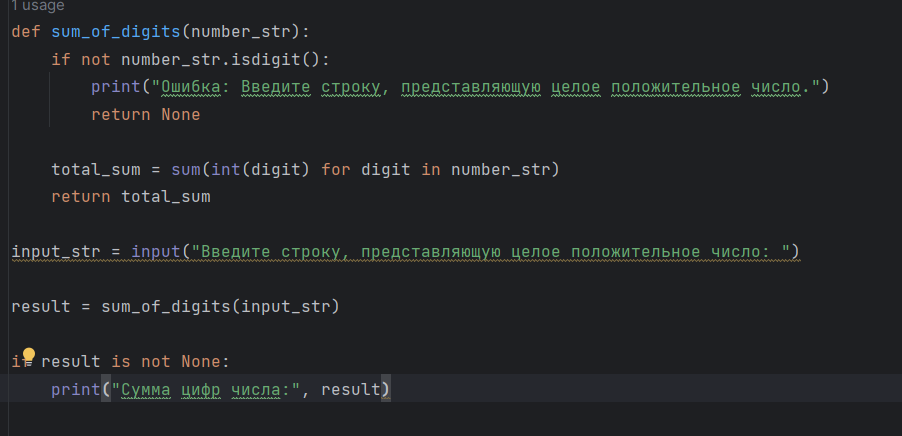 1 usage
def sum_of_digits(number_str):
    if not number_str.isdigit():
        print("Ошибка: Введите строку, представляющую целое положительное число.")
        return None
    total_sum = sum(int(digit) for digit in number_str)
    return total_sum
input_str = input("Введите строку, представляющую целое положительное число: ")
result = sum_of_digits(input_str)
if result is not None:
    print("Сумма цифр числа:", result)